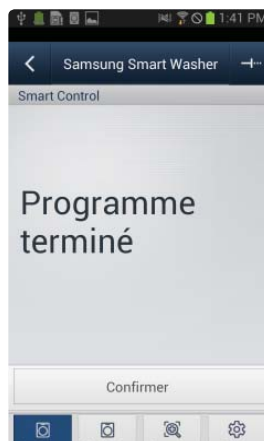 1:41 PM
Samsung Smart Washer
Smart Control
Programme
terminé
Confirmer